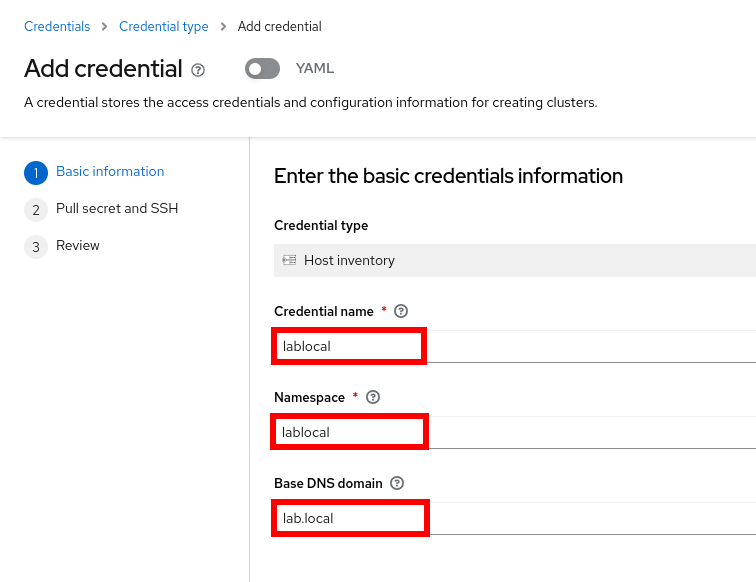 Credentials > Credential type > Add credential
Add credential ? YAML
A credential stores the access credentials and configuration information for creating clusters.
1 Basic information
2 Pull secret and SSH
3 Review
Enter the basic credentials information
Credential type
Host inventory
Credential name * ?
lablocal
Namespace * ?
lablocal
Base DNS domain ?
lab.local